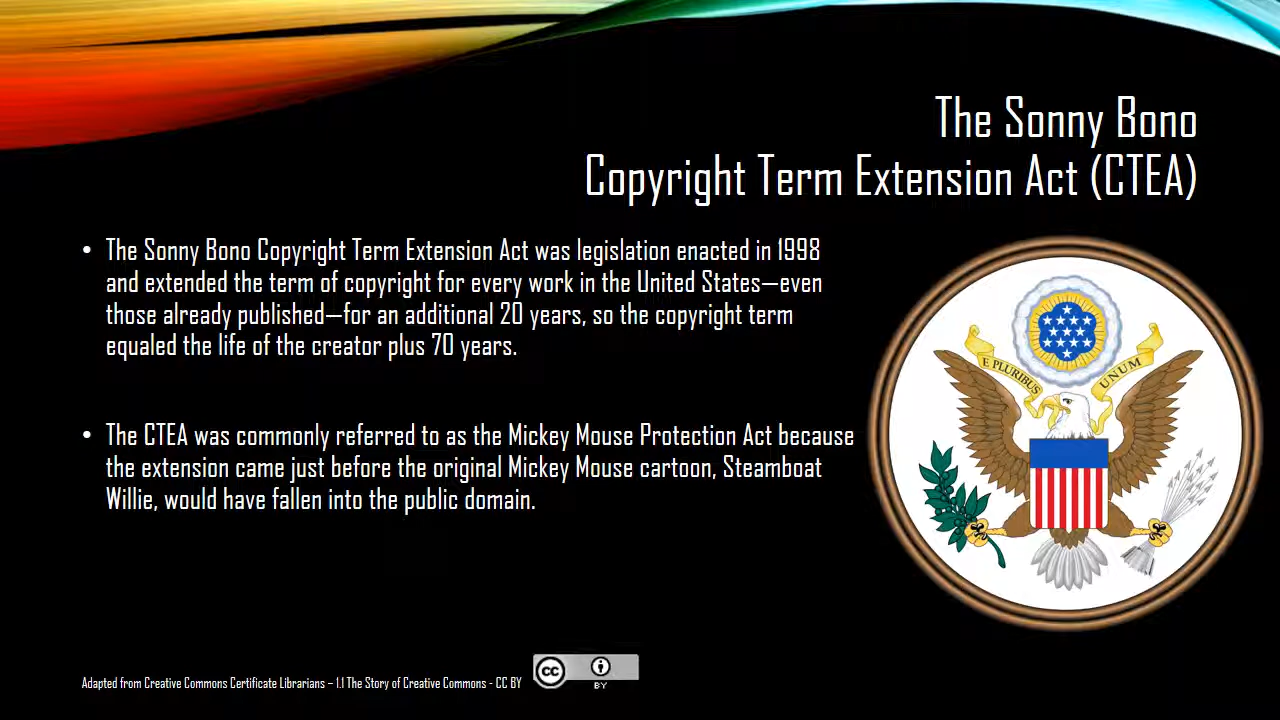 The Sonny Bono
Copyright Term Extension Act (CTEA)
• The Sonny Bono Copyright Term Extension Act was legislation enacted in 1998
and extended the term of copyright for every work in the United States—even
those already published—for an additional 20 years, so the copyright term
equaled the life of the creator plus 70 years.
• The CTEA was commonly referred to as the Mickey Mouse Protection Act because
the extension came just before the original Mickey Mouse cartoon, Steamboat
Willie, would have fallen into the public domain.
E PLURIBUS UNUM
Adapted from Creative Commons Certificate Librarians – 1.1 The Story of Creative Commons - CC BY
cc
BY